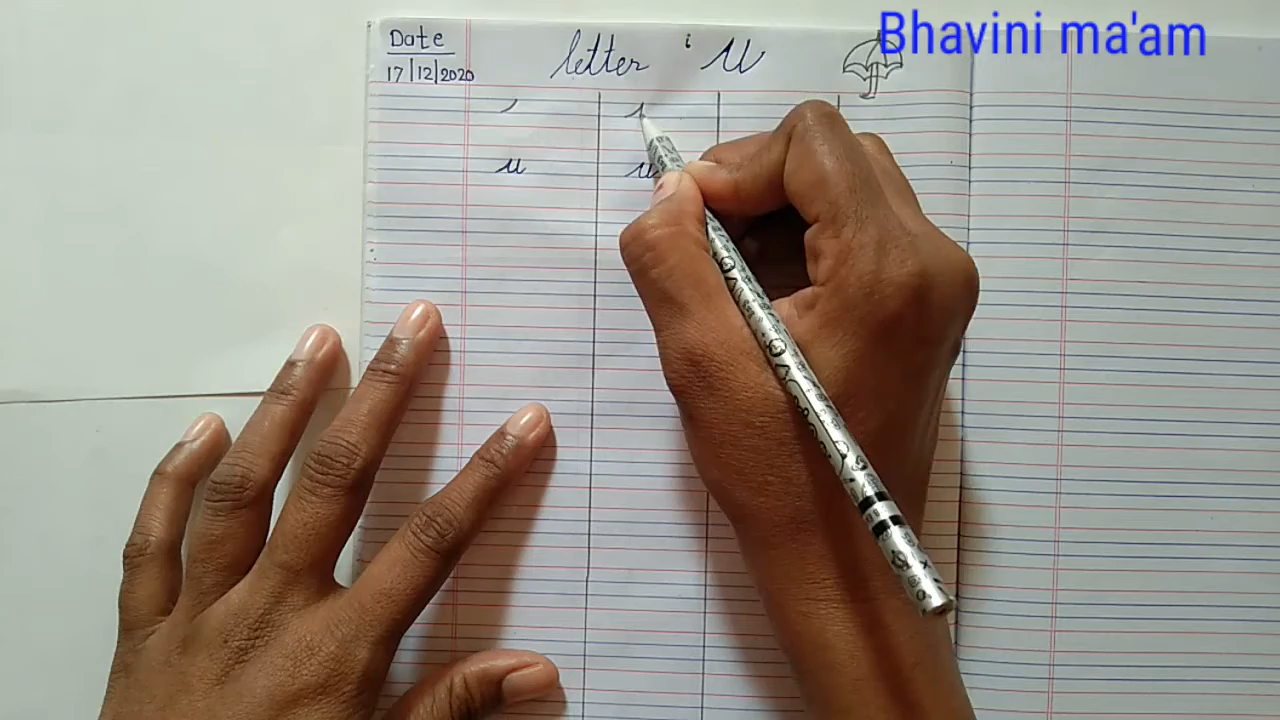 Bhavini ma'am
Date
17/12/2020
letter ' u
u u